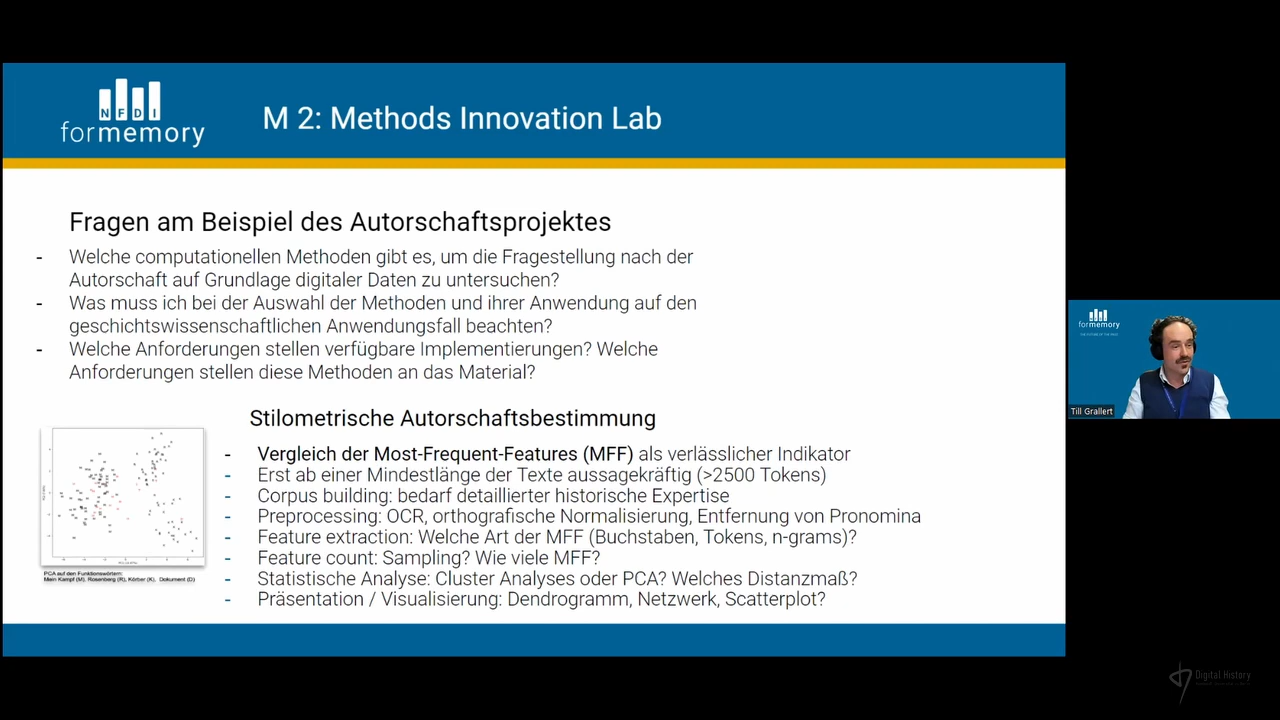 NFDI
formemory
M 2: Methods Innovation Lab
Fragen am Beispiel des Autorschaftsprojektes
- Welche computationellen Methoden gibt es, um die Fragestellung nach der
Autorschaft auf Grundlage digitaler Daten zu untersuchen?
- Was muss ich bei der Auswahl der Methoden und ihrer Anwendung auf den
geschichtswissenschaftlichen Anwendungsfall beachten?
- Welche Anforderungen stellen verfügbare Implementierungen? Welche
Anforderungen stellen diese Methoden an das Material?
Stilometrische Autorschaftsbestimmung
- Vergleich der Most-Frequent-Features (MFF) als verlässlicher Indikator
- Erst ab einer Mindestlänge der Texte aussagekräftig (>2500 Tokens)
- Corpus building: bedarf detaillierter historische Expertise
- Preprocessing: OCR, orthografische Normalisierung, Entfernung von Pronomina
- Feature extraction: Welche Art der MFF (Buchstaben, Tokens, n-grams)?
- Feature count: Sampling? Wie viele MFF?
- Statistische Analyse: Cluster Analyses oder PCA? Welches Distanzmaß?
- Präsentation / Visualisierung: Dendrogramm, Netzwerk, Scatterplot?
PCA auf den Funktionswörtern:
Mein Kampf (M), Rosenberg (R), Körber (K), Dokument (D)
formemory
Till Grallert
Digital History